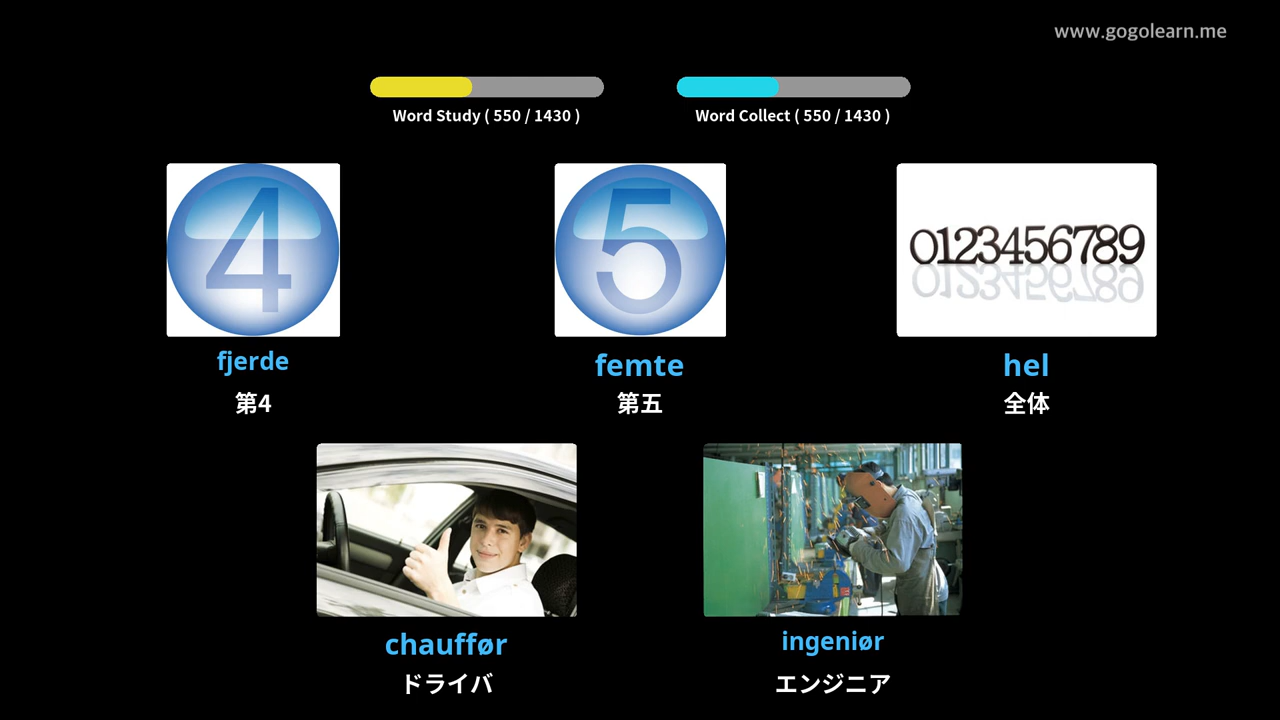 www.gogolearn.me
Word Study ( 550 / 1430 )
Word Collect ( 550 / 1430 )
4
5
0123456789
fjerde
femte
hel
第4
第五
全体
chauffør
ingeniør
ドライバ
エンジニア